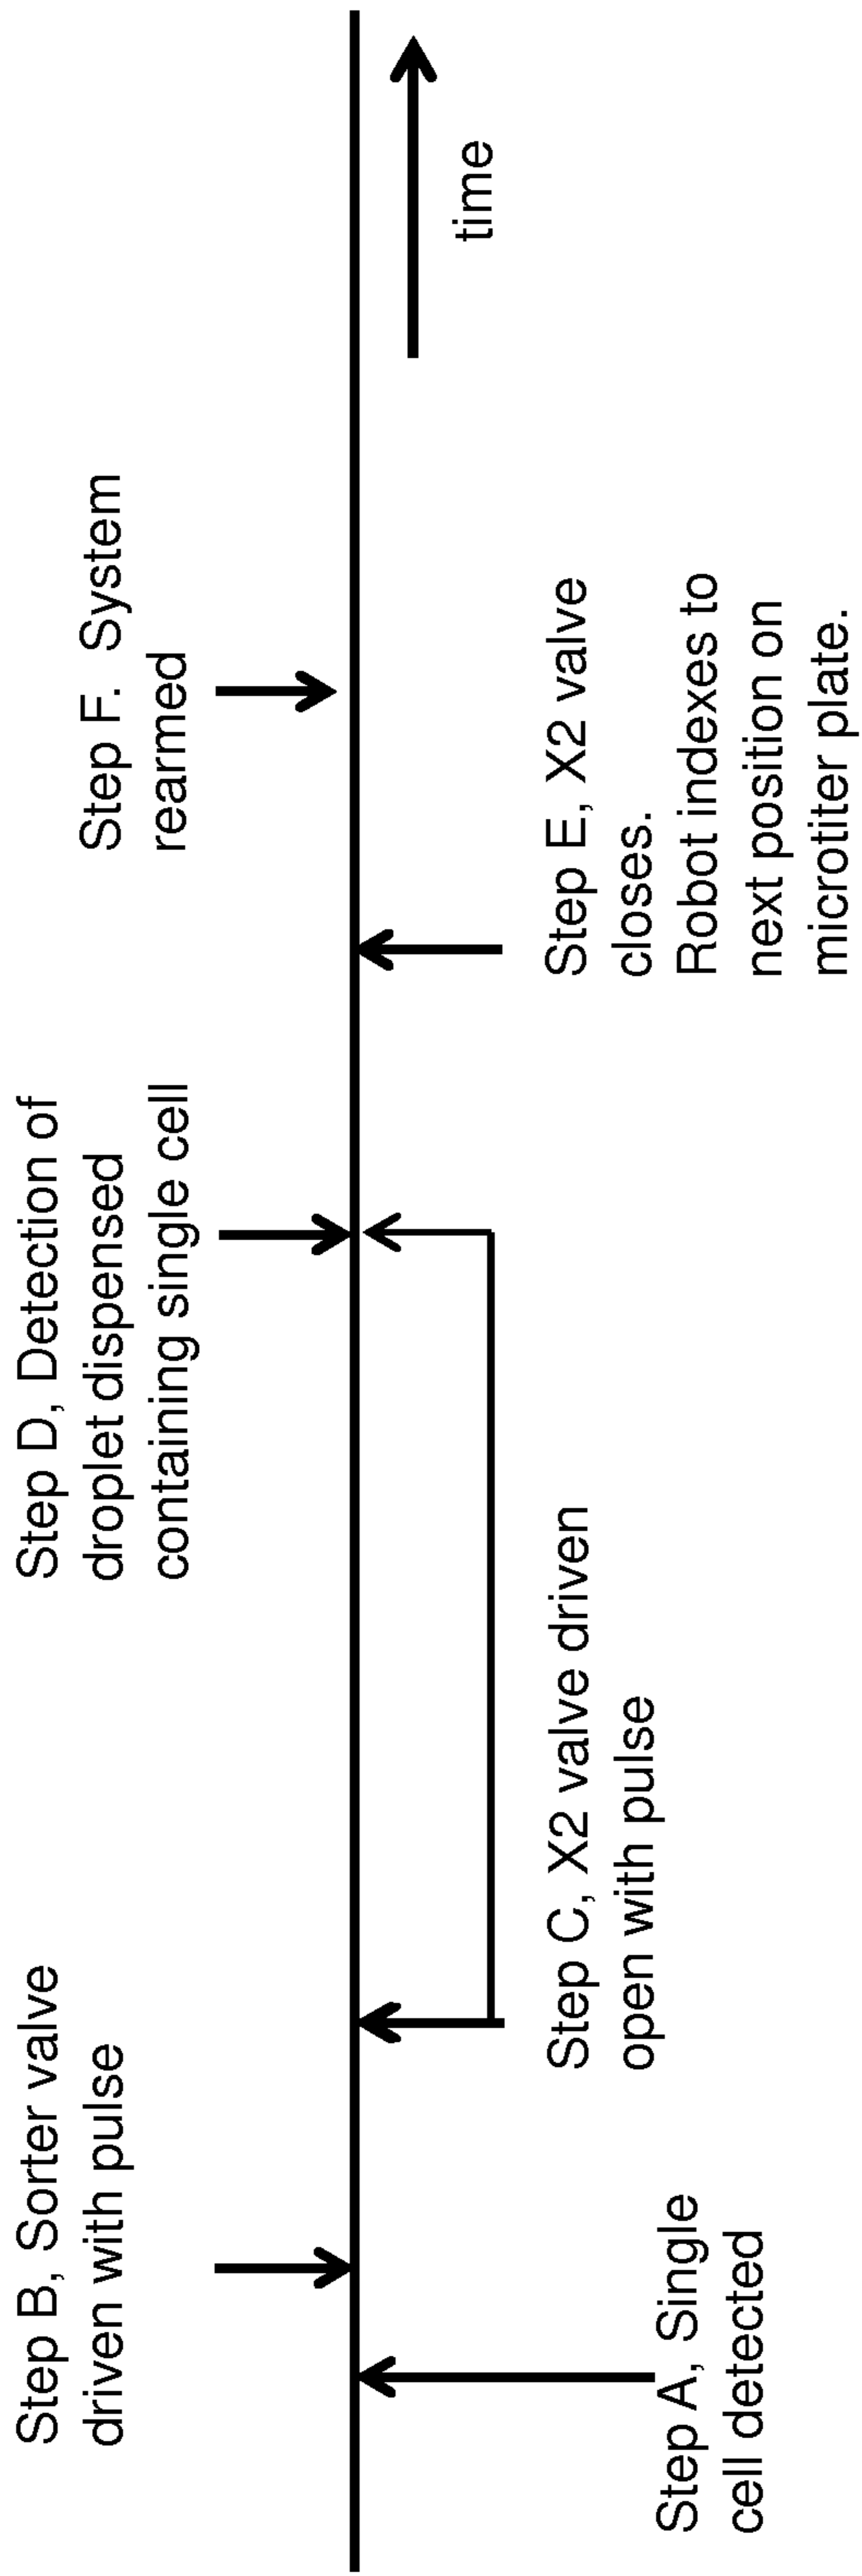 Step B, Sorter valve
driven with pulse
Step D, Detection of
droplet dispensed
containing single cell
Step F.  System
rearmed
time
Step A, Single
cell detected
Step C, X2 valve driven
open with pulse
Step E, X2 valve
closes.
Robot indexes to
next position on
microtiter plate.